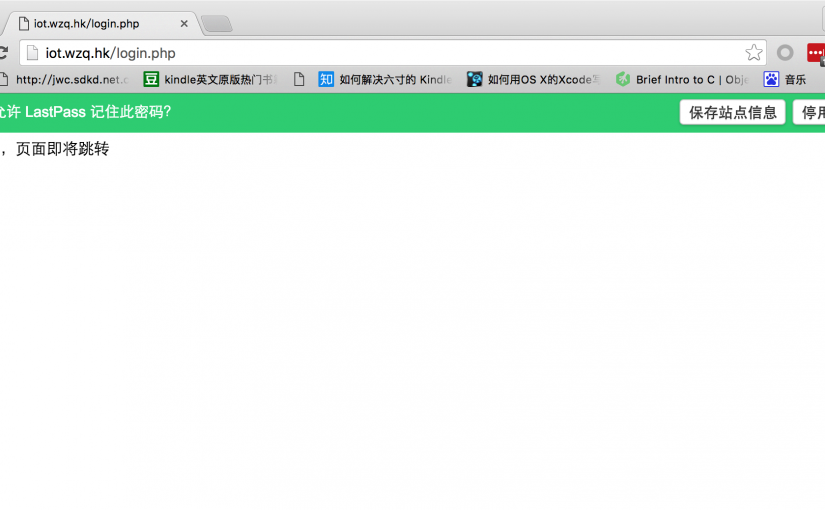 iot.wzq.hk/login.php
iot.wzq.hk/login.php
http://jwc.sdkd.net.c kindle英文原版热门书 知 如何解决六寸的 Kindle 如何用OS X的Xcode写 Brief Intro to C | Obje 音乐
允许 LastPass 记住此密码？ 保存站点信息 停用
，页面即将跳转